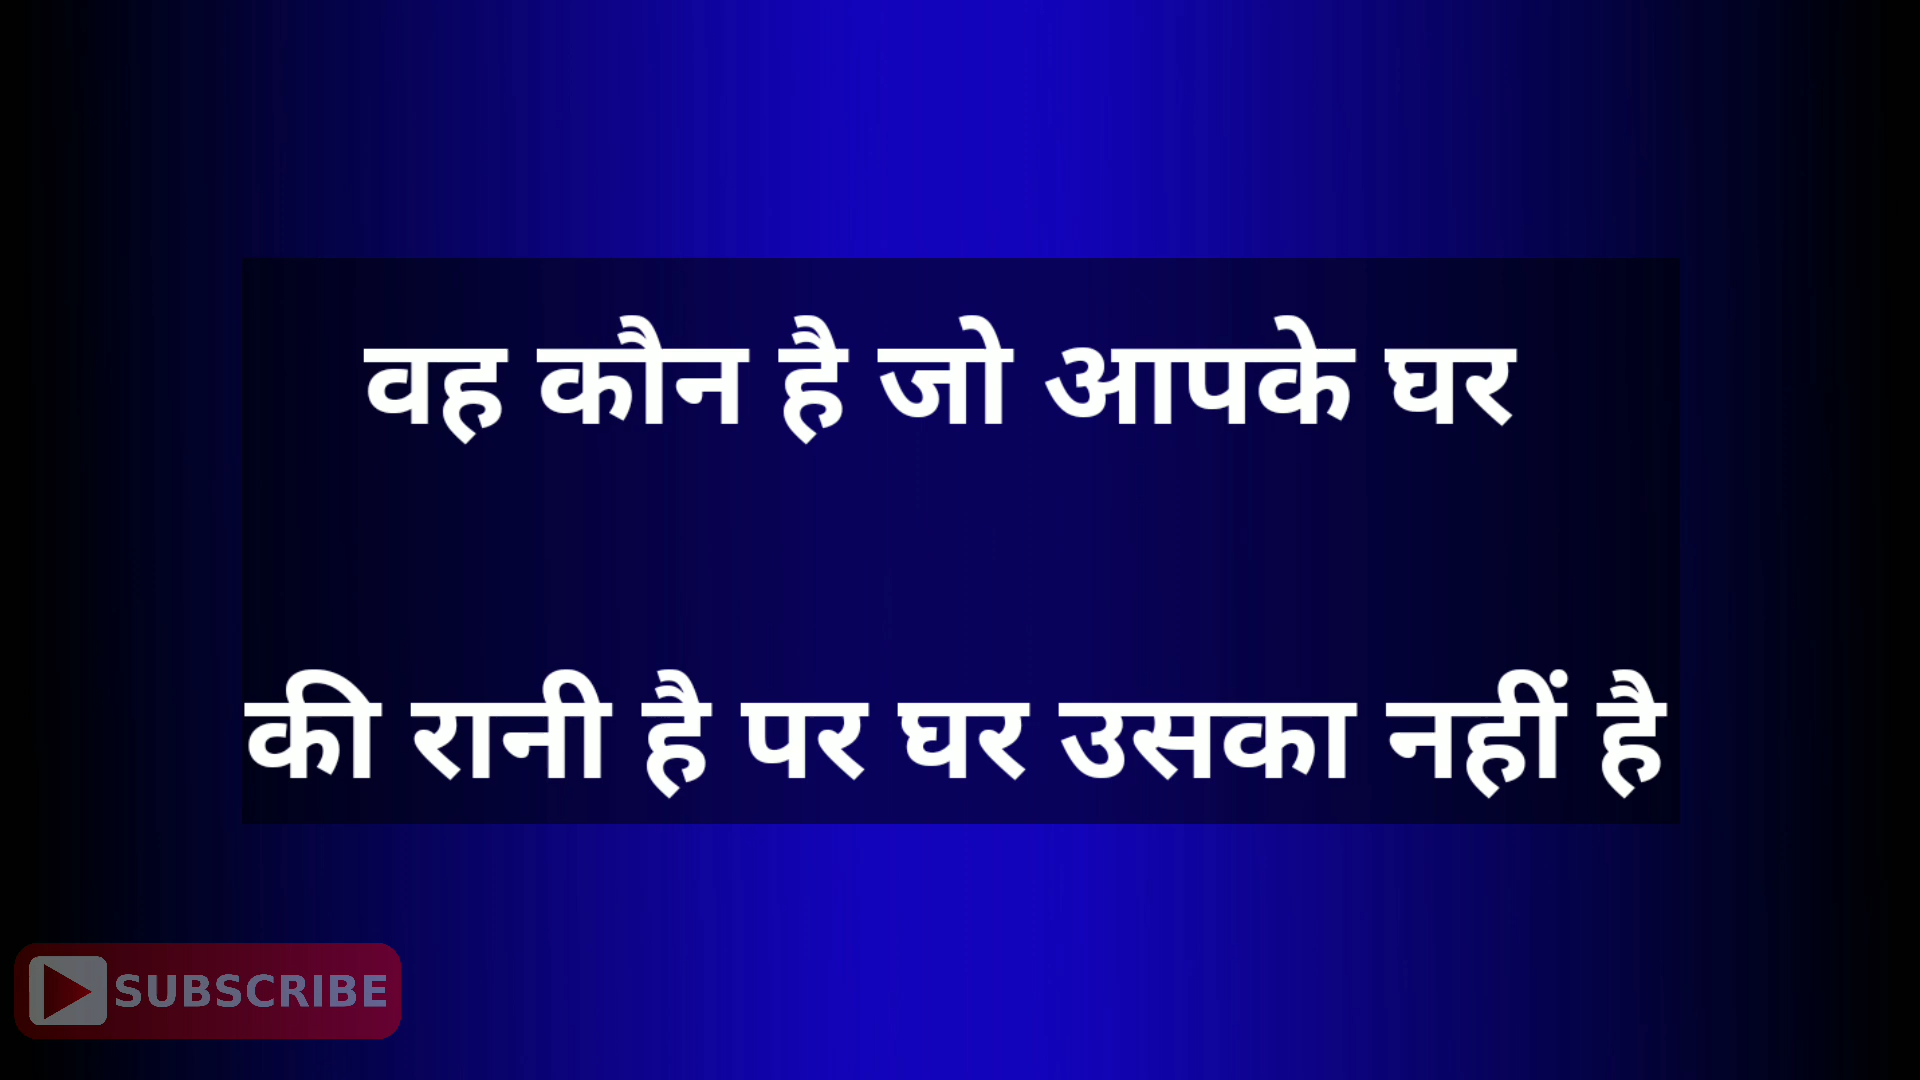 वह कौन है जो आपके घर
की रानी है पर घर उसका नहीं है
SUBSCRIBE